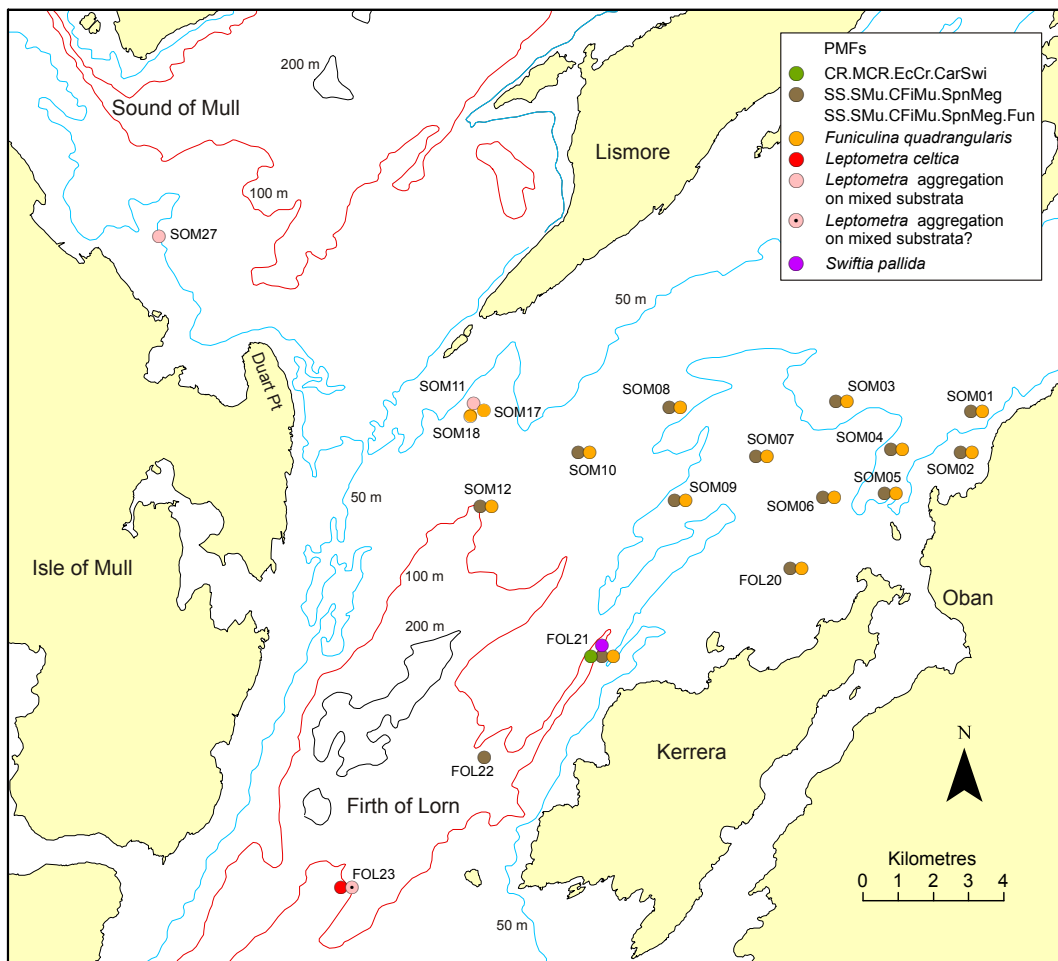 200 m
PMFs
CR.MCR.EcCr.CarSwi
SS.SMu.CFiMu.SpnMeg
SS.SMu.CFiMu.SpnMeg.Fun
Funiculina quadrangularis
Leptometra celtica
Leptometra aggregation
on mixed substrata
Leptometra aggregation
on mixed substrata?
Swiftia pallida
Sound of Mull
Lismore
100 m
SOM27
50 m
Duart Pt
SOM11
SOM17
SOM18
SOM08
SOM03
SOM01
SOM10
SOM07
SOM04
SOM02
SOM12
SOM09
SOM05
SOM06
50 m
Isle of Mull
100 m
FOL20
Oban
200 m
FOL21
Kerrera
N
FOL22
Firth of Lorn
FOL23
Kilometres
0 1 2 3 4
50 m